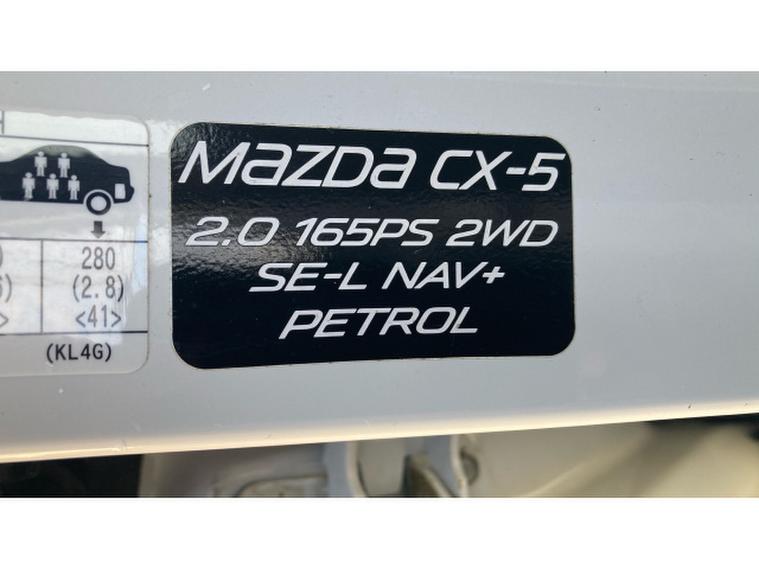 MAZDA CX-5
2.0 165PS 2WD
SE-L NAV+
PETROL
280
(2.8)
<41>
(KL4G)